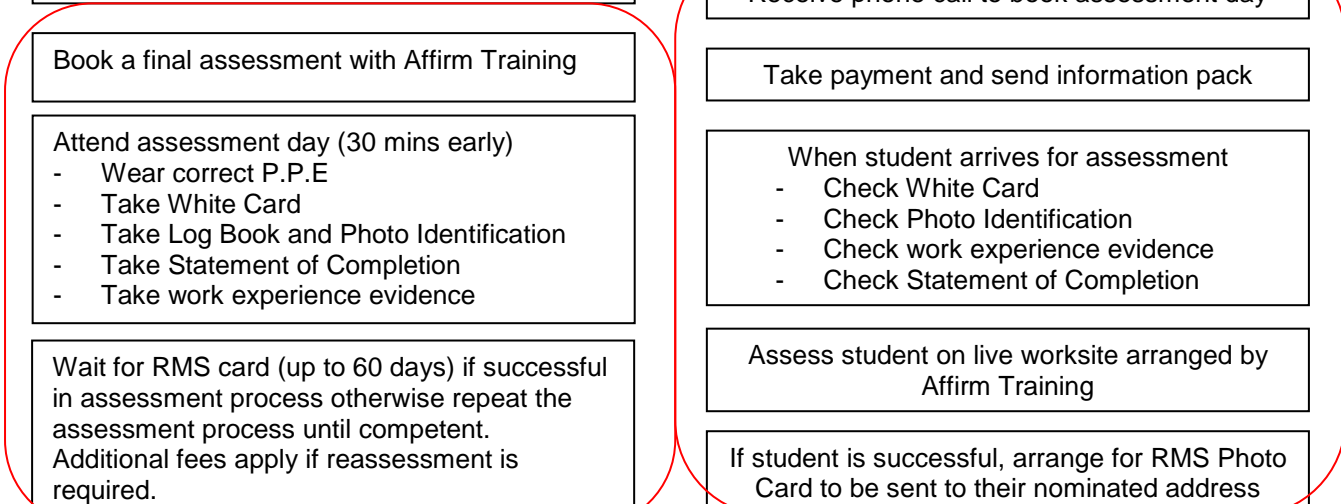 Book a final assessment with Affirm Training
Attend assessment day (30 mins early)
- Wear correct P.P.E
- Take White Card
- Take Log Book and Photo Identification
- Take Statement of Completion
- Take work experience evidence
Wait for RMS card (up to 60 days) if successful
in assessment process otherwise repeat the
assessment process until competent.
Additional fees apply if reassessment is
required.
Receive phone call to book assessment day
Take payment and send information pack
When student arrives for assessment
- Check White Card
- Check Photo Identification
- Check work experience evidence
- Check Statement of Completion
Assess student on live worksite arranged by
Affirm Training
If student is successful, arrange for RMS Photo
Card to be sent to their nominated address